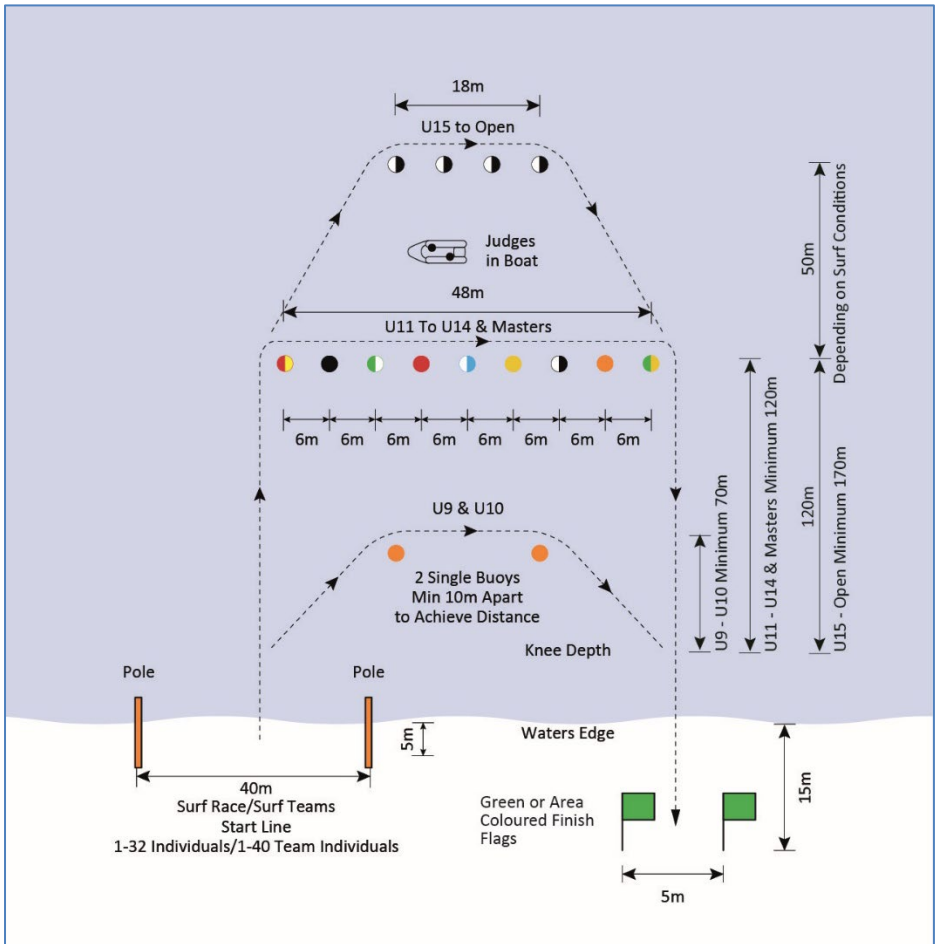 18m
U15 to Open
Judges
in Boat
50m
Depending on Surf Conditions
48m
U11 To U14 & Masters
6m
6m
6m
6m
6m
6m
6m
6m
U9 & U10
2 Single Buoys
Min 10m Apart
to Achieve Distance
U9 - U10 Minimum 70m
U11 - U14 & Masters Minimum 120m
120m
U15 - Open Minimum 170m
Knee Depth
Pole
Pole
5m
Waters Edge
15m
40m
Surf Race/Surf Teams
Start Line
1-32 Individuals/1-40 Team Individuals
Green or Area
Coloured Finish
Flags
5m